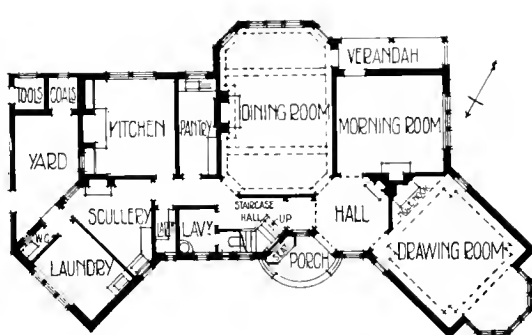 VERANDAH
TOOLS
COALS
KITCHEN
PANTRY
DINING ROOM
MORNING ROOM
YARD
SCULLERY
LAVY
STAIRCASE
HALL
UP
HALL
DRAWING ROOM
W.C.
LAUNDRY
SEAT
PORCH